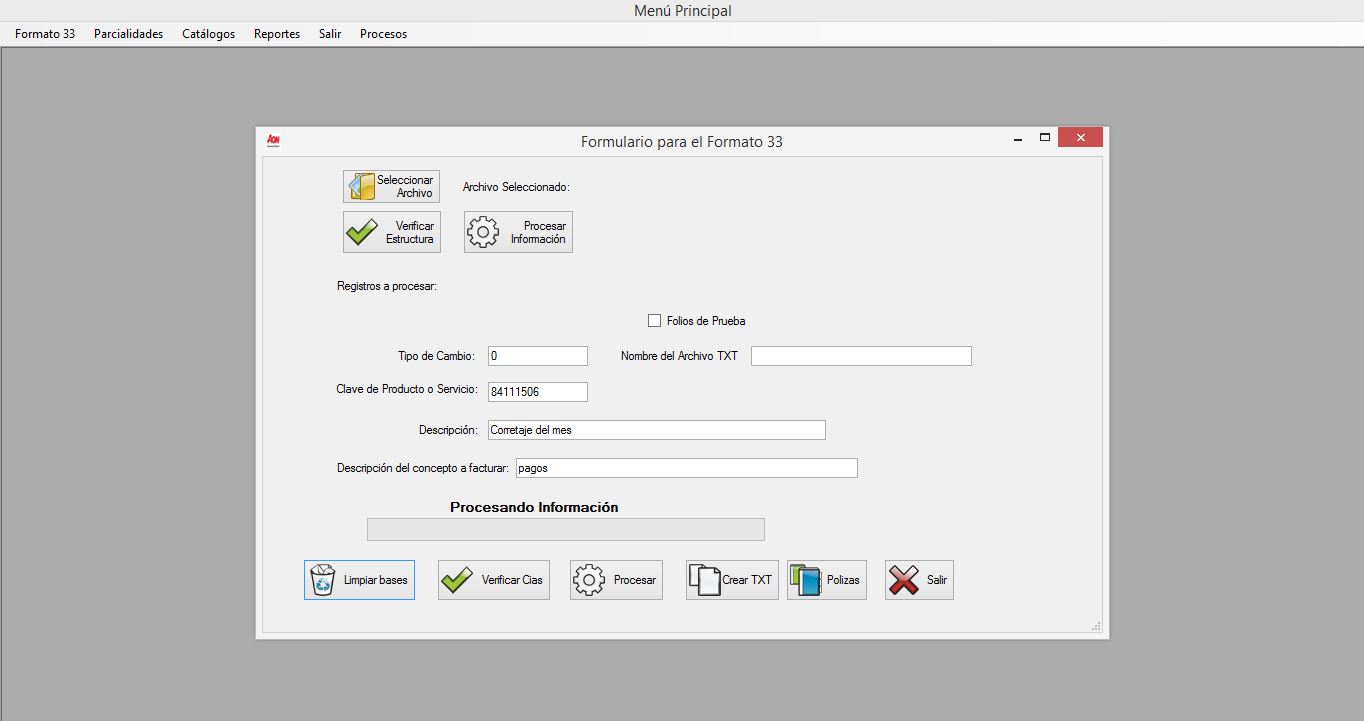 Menú Principal
Formato 33 Parcialidades Catálogos Reportes Salir Procesos
AON
Formulario para el Formato 33
Seleccionar
Archivo
Archivo Seleccionado:
Verificar
Estructura
Procesar
Información
Registros a procesar:
Folios de Prueba
Tipo de Cambio: 0 Nombre del Archivo TXT
Clave de Producto o Servicio: 84111506
Descripción: Corretaje del mes
Descripción del concepto a facturar: pagos
Procesando Información
Limpiar bases Verificar Cias Procesar Crear TXT Polizas Salir